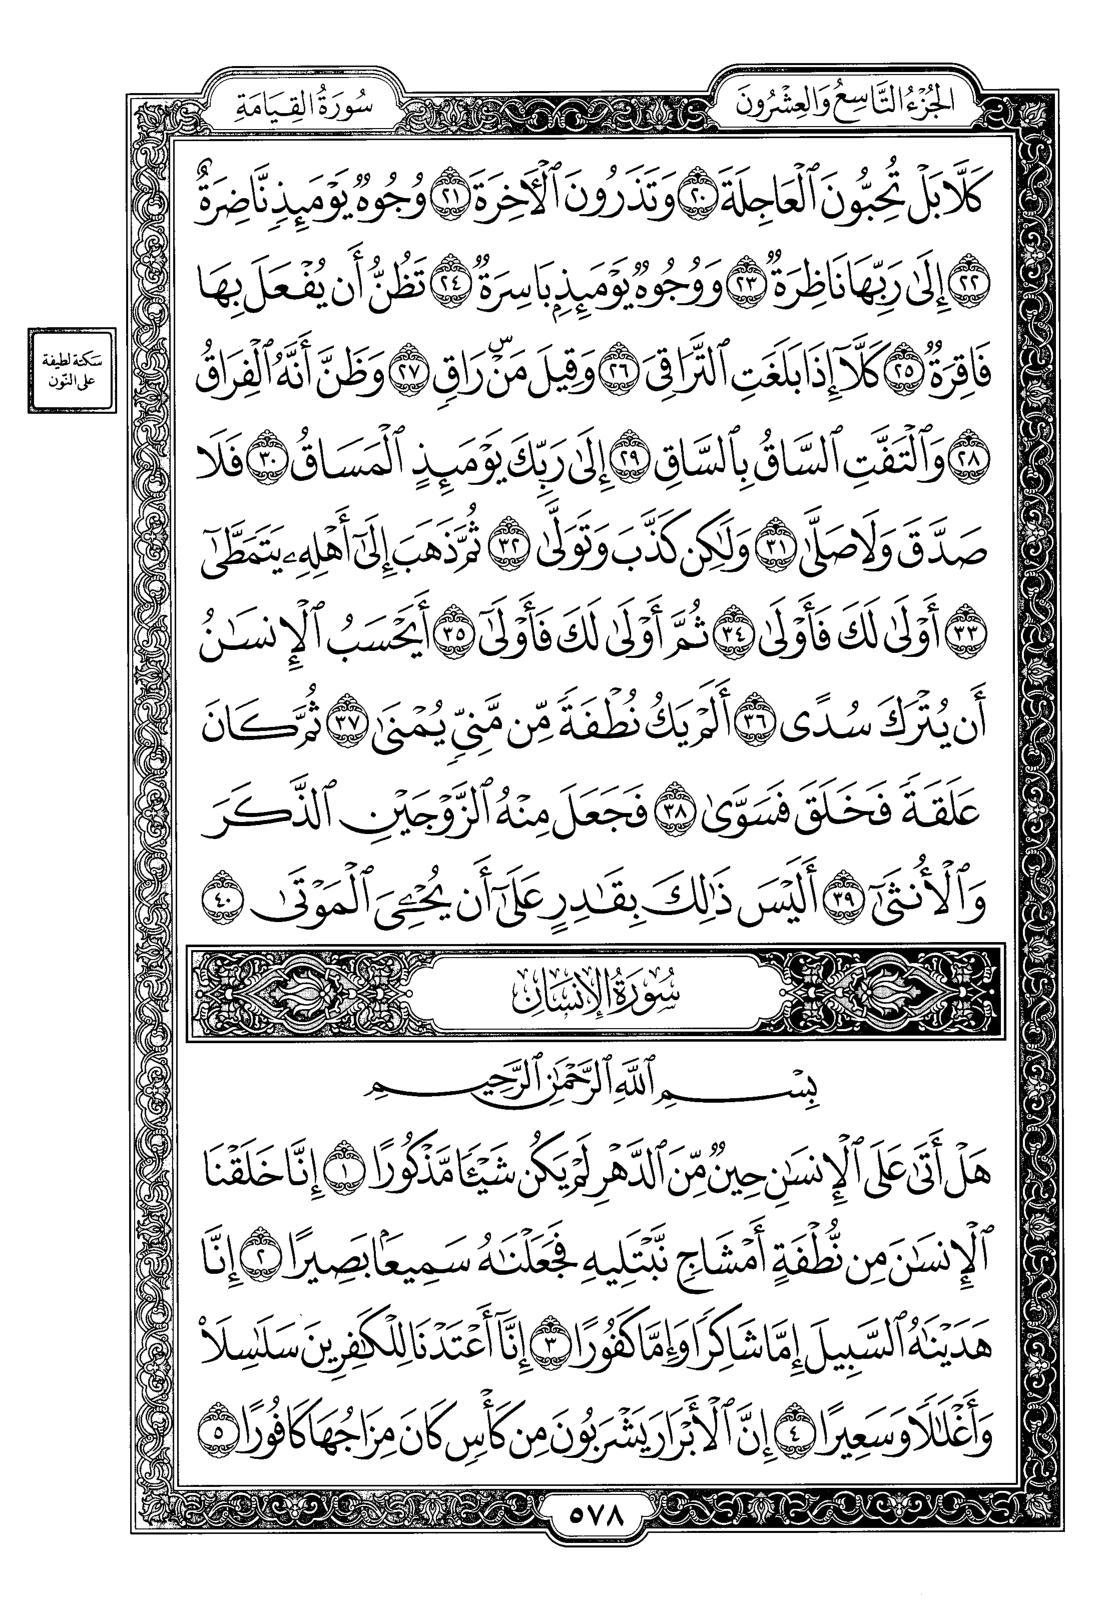 الجُزْءُ التَّاسِعُ وَالعِشْرُونَ
سُورَةُ القِيَامَةِ
كَلَّا بَلْ تُحِبُّونَ ٱلْعَاجِلَةَ ٢٠ وَتَذَرُونَ ٱلْأٓخِرَةَ ٢١ وُجُوهٌ يَوْمَئِذٍ نَّاضِرَةٌ
٢٢ إِلَىٰ رَبِّهَا نَاظِرَةٌ ٢٣ وَوُجُوهٌ يَوْمَئِذِۭ بَاسِرَةٌ ٢٤ تَظُنُّ أَن يُفْعَلَ بِهَا
فَاقِرَةٌ ٢٥ كَلَّآ إِذَا بَلَغَتِ ٱلتَّرَاقِيَ ٢٦ وَقِيلَ مَنْۜ رَاقٍ ٢٧ وَظَنَّ أَنَّهُ ٱلْفِرَاقُ
سَكتة لطيفة
على النّون
٢٨ وَٱلْتَفَّتِ ٱلسَّاقُ بِٱلسَّاقِ ٢٩ إِلَىٰ رَبِّكَ يَوْمَئِذٍ ٱلْمَسَاقُ ٣٠ فَلَا
صَدَّقَ وَلَا صَلَّىٰ ٣١ وَلَٰكِن كَذَّبَ وَتَوَلَّىٰ ٣٢ ثُمَّ ذَهَبَ إِلَىٰٓ أَهْلِهِۦ يَتَمَطَّىٰٓ
٣٣ أَوْلَىٰ لَكَ فَأَوْلَىٰ ٣٤ ثُمَّ أَوْلَىٰ لَكَ فَأَوْلَىٰٓ ٣٥ أَيَحْسَبُ ٱلْإِنسَٰنُ
أَن يُتْرَكَ سُدًى ٣٦ أَلَمْ يَكُ نُطْفَةً مِّن مَّنِىٍّ يُمْنَىٰ ٣٧ ثُمَّ كَانَ
عَلَقَةً فَخَلَقَ فَسَوَّىٰ ٣٨ فَجَعَلَ مِنْهُ ٱلزَّوْجَيْنِ ٱلذَّكَرَ
وَٱلْأُنثَىٰٓ ٣٩ أَلَيْسَ ذَٰلِكَ بِقَٰدِرٍ عَلَىٰٓ أَن يُحْۦِىَ ٱلْمَوْتَىٰ ٤٠
سُورَةُ الإِنسَانِ
بِسْمِ ٱللَّهِ ٱلرَّحْمَٰنِ ٱلرَّحِيمِ
هَلْ أَتَىٰ عَلَى ٱلْإِنسَٰنِ حِينٌ مِّنَ ٱلدَّهْرِ لَمْ يَكُن شَيْـًٔا مَّذْكُورًا ١ إِنَّا خَلَقْنَا
ٱلْإِنسَٰنَ مِن نُّطْفَةٍ أَمْشَاجٍ نَّبْتَلِيهِ فَجَعَلْنَٰهُ سَمِيعًۢا بَصِيرًا ٢ إِنَّا
هَدَيْنَٰهُ ٱلسَّبِيلَ إِمَّا شَاكِرًا وَإِمَّا كَفُورًا ٣ إِنَّآ أَعْتَدْنَا لِلْكَٰفِرِينَ سَلَٰسِلَا۟
وَأَغْلَٰلًا وَسَعِيرًا ٤ إِنَّ ٱلْأَبْرَارَ يَشْرَبُونَ مِن كَأْسٍ كَانَ مِزَاجُهَا كَافُورًا ٥
٥٧٨